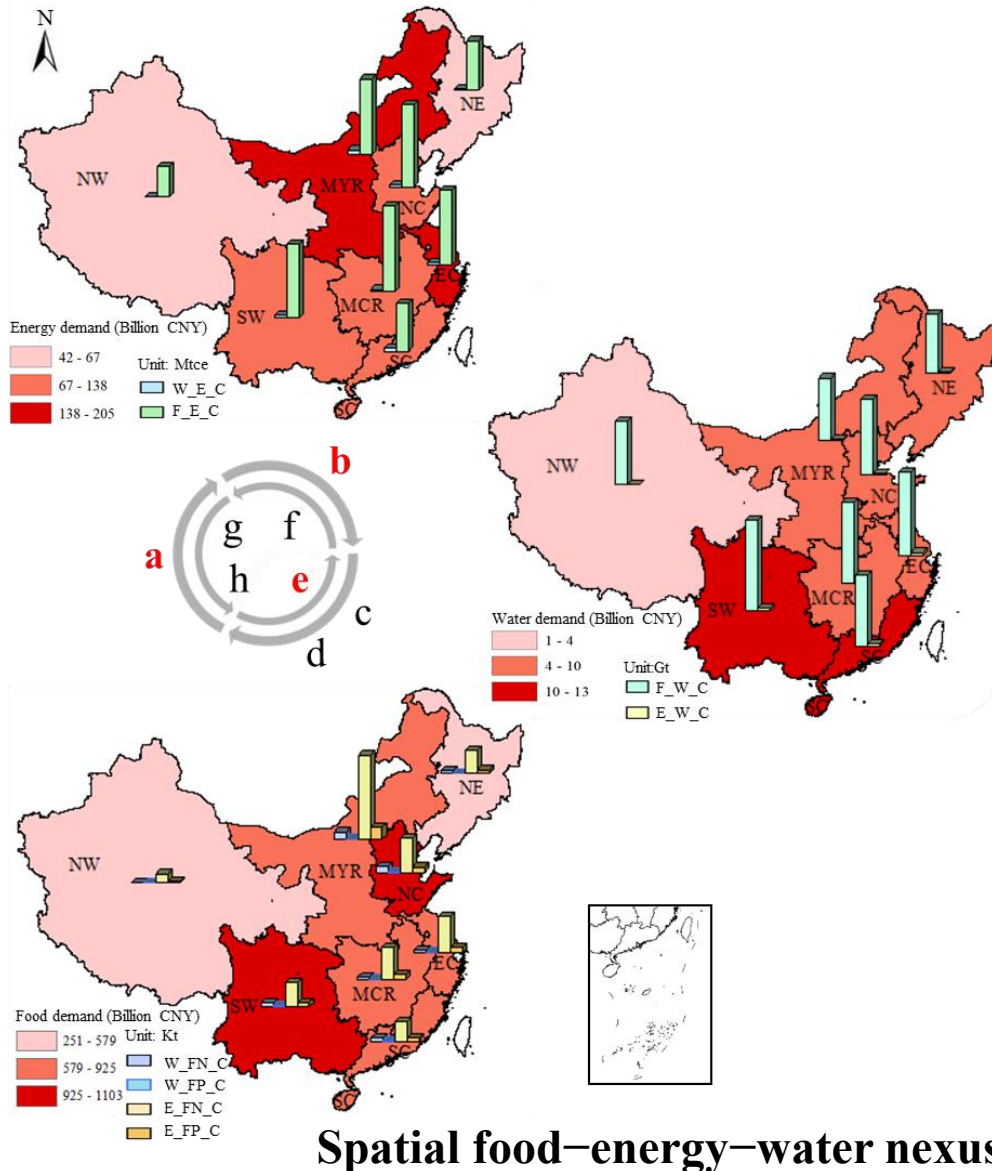 N
NE
NW
MYR
NC
EC
SW
MCR
SC
SC
Energy demand (Billion CNY)
42 - 67
67 - 138
138 - 205
Unit: Mtce
W_E_C
F_E_C
NE
NW
MYR
NC
EC
SW
MCR
SC
SC
Water demand (Billion CNY)
1 - 4
4 - 10
10 - 13
Unit:Gt
F_W_C
E_W_C
b
a
g
f
h
e
c
d
NE
NW
MYR
NC
EC
SW
MCR
SC
SC
Food demand (Billion CNY)
251 - 579
579 - 925
925 - 1103
Unit: Kt
W_FN_C
W_FP_C
E_FN_C
E_FP_C
Spatial food−energy−water nexus